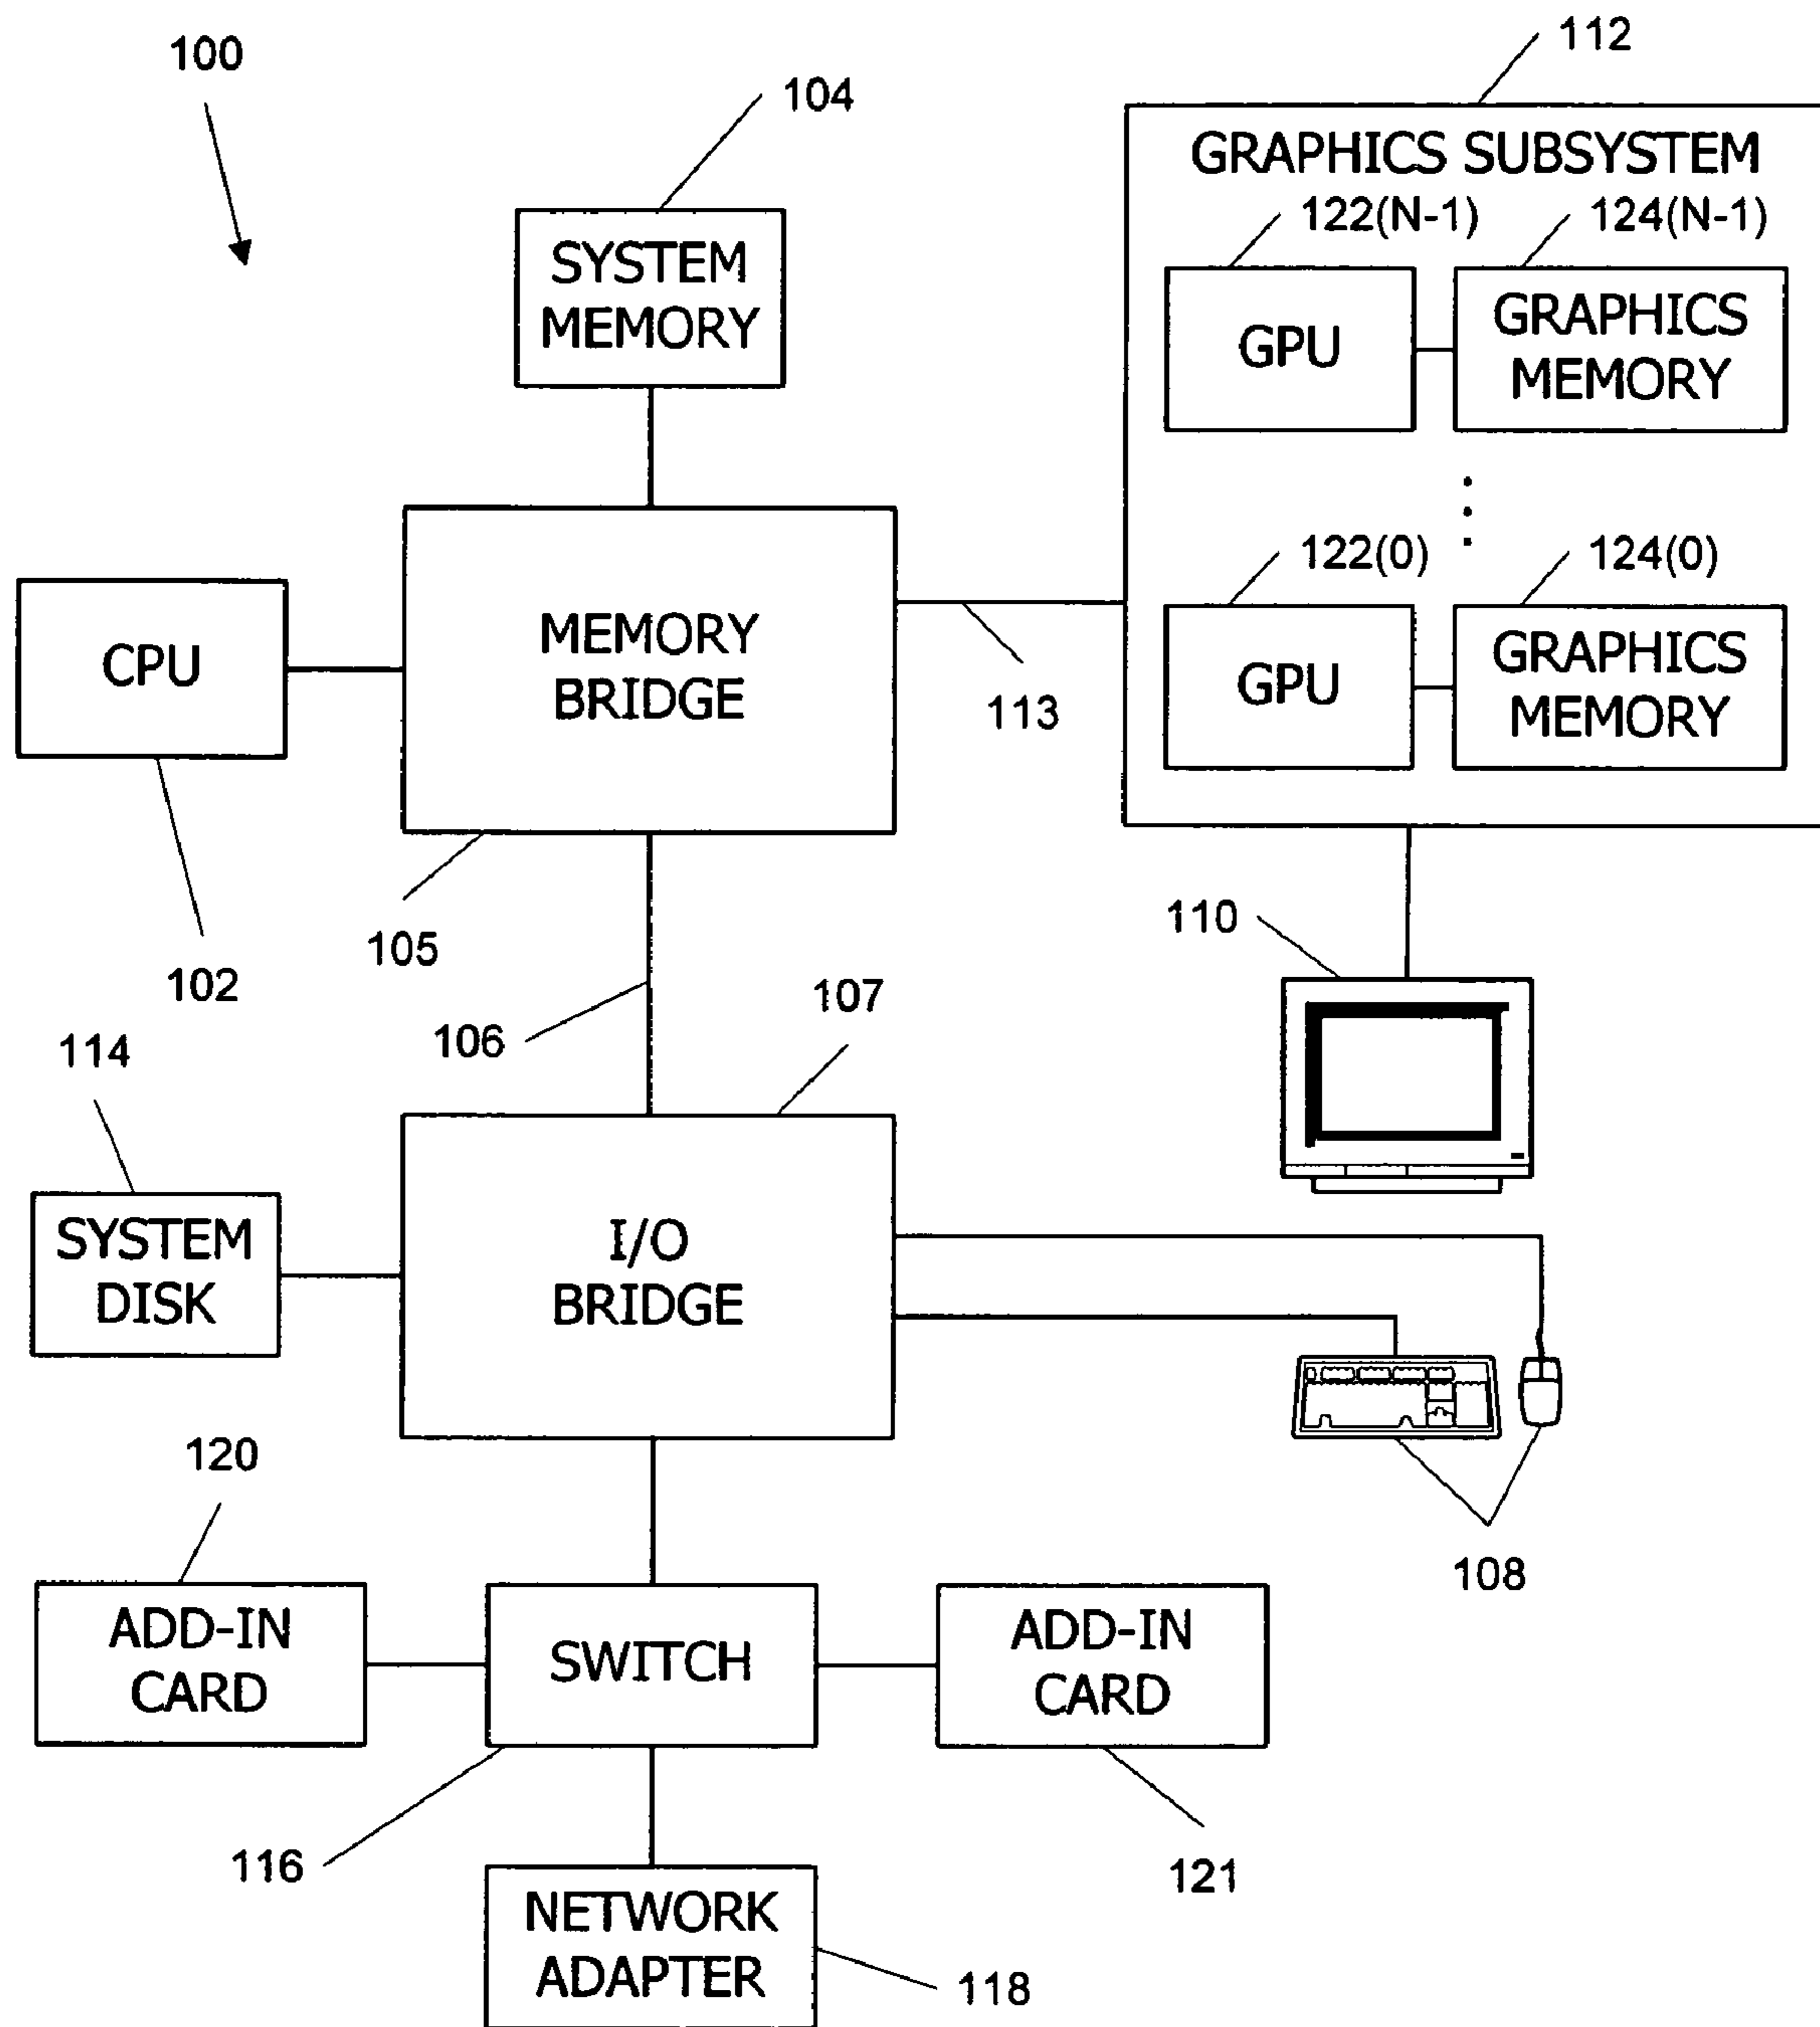 100
112
104
GRAPHICS SUBSYSTEM
122(N-1)
124(N-1)
SYSTEM
MEMORY
GPU
GRAPHICS
MEMORY
122(0)
124(0)
CPU
MEMORY
BRIDGE
113
GPU
GRAPHICS
MEMORY
105
102
110
106
107
114
SYSTEM
DISK
I/O
BRIDGE
120
108
ADD-IN
CARD
SWITCH
ADD-IN
CARD
116
121
NETWORK
ADAPTER
118